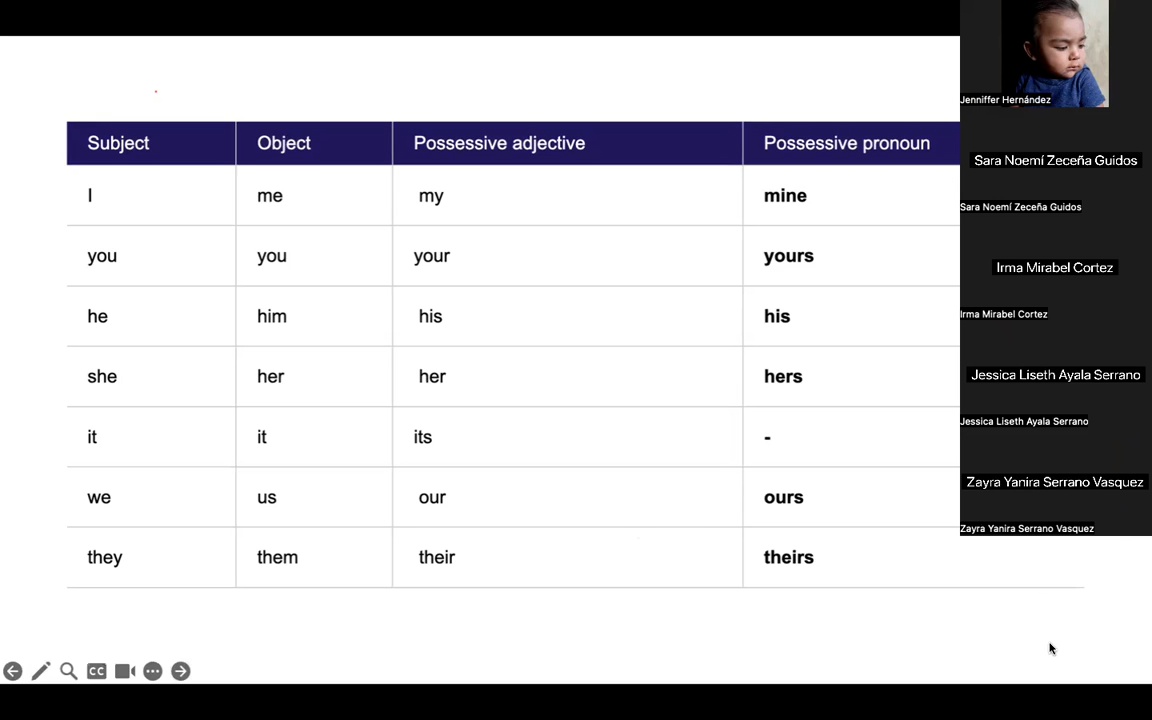 Subject Object Possessive adjective Possessive pronoun
I me my mine
you you your yours
he him his his
she her her hers
it it its -
we us our ours
they them their theirs
Jenniffer Hernández
Sara Noemí Zeceña Guidos
Sara Noemí Zeceña Guidos
Irma Mirabel Cortez
Irma Mirabel Cortez
Jessica Liseth Ayala Serrano
Jessica Liseth Ayala Serrano
Zayra Yanira Serrano Vasquez
Zayra Yanira Serrano Vasquez
CC